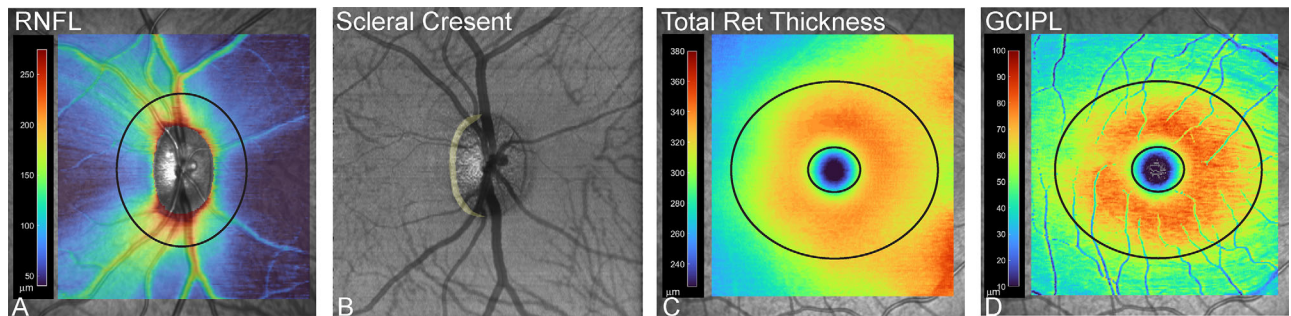 RNFL
250
200
150
100
50
µm
A
Scleral Cresent
B
Total Ret Thickness
380
360
340
320
300
280
260
240
µm
C
GCIPL
100
90
80
70
60
50
40
30
20
10
µm
D